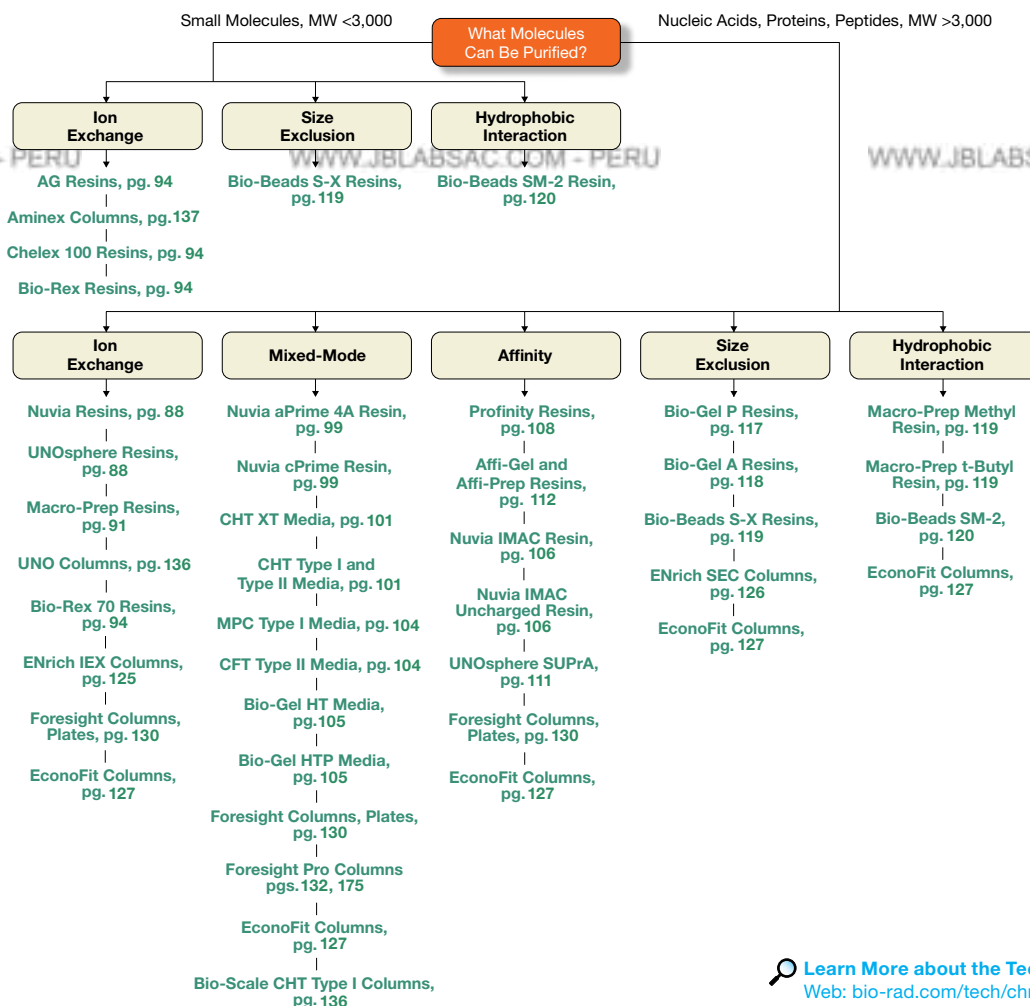 Small Molecules, MW <3,000
Nucleic Acids, Proteins, Peptides, MW >3,000
What Molecules
Can Be Purified?
Ion
Exchange
Size
Exclusion
Hydrophobic
Interaction
- PERU
WWW.JBLABSAC.COM - PERU
WWW.JBLABS
AG Resins, pg. 94
Aminex Columns, pg. 137
Chelex 100 Resins, pg. 94
Bio-Rex Resins, pg. 94
Bio-Beads S-X Resins,
pg. 119
Bio-Beads SM-2 Resin,
pg. 120
Ion
Exchange
Nuvia Resins, pg. 88
UNOsphere Resins,
pg. 88
Macro-Prep Resins,
pg. 91
UNO Columns, pg. 136
Bio-Rex 70 Resins,
pg. 94
ENrich IEX Columns,
pg. 125
Foresight Columns,
Plates, pg. 130
EconoFit Columns,
pg. 127
Mixed-Mode
Nuvia aPrime 4A Resin,
pg. 99
Nuvia cPrime Resin,
pg. 99
CHT XT Media, pg. 101
CHT Type I and
Type II Media, pg. 101
MPC Type I Media, pg. 104
CFT Type II Media, pg. 104
Bio-Gel HT Media,
pg. 105
Bio-Gel HTP Media,
pg. 105
Foresight Columns, Plates,
pg. 130
Foresight Pro Columns
pgs. 132, 175
EconoFit Columns,
pg. 127
Bio-Scale CHT Type I Columns,
pg. 136
Affinity
Profinity Resins,
pg. 108
Affi-Gel and
Affi-Prep Resins,
pg. 112
Nuvia IMAC Resin,
pg. 106
Nuvia IMAC
Uncharged Resin,
pg. 106
UNOsphere SUPrA,
pg. 111
Foresight Columns,
Plates, pg. 130
EconoFit Columns,
pg. 127
Size
Exclusion
Bio-Gel P Resins,
pg. 117
Bio-Gel A Resins,
pg. 118
Bio-Beads S-X Resins,
pg. 119
ENrich SEC Columns,
pg. 126
EconoFit Columns,
pg. 127
Hydrophobic
Interaction
Macro-Prep Methyl
Resin, pg. 119
Macro-Prep t-Butyl
Resin, pg. 119
Bio-Beads SM-2,
pg. 120
EconoFit Columns,
pg. 127
Learn More about the Tec
Web: bio-rad.com/tech/chr